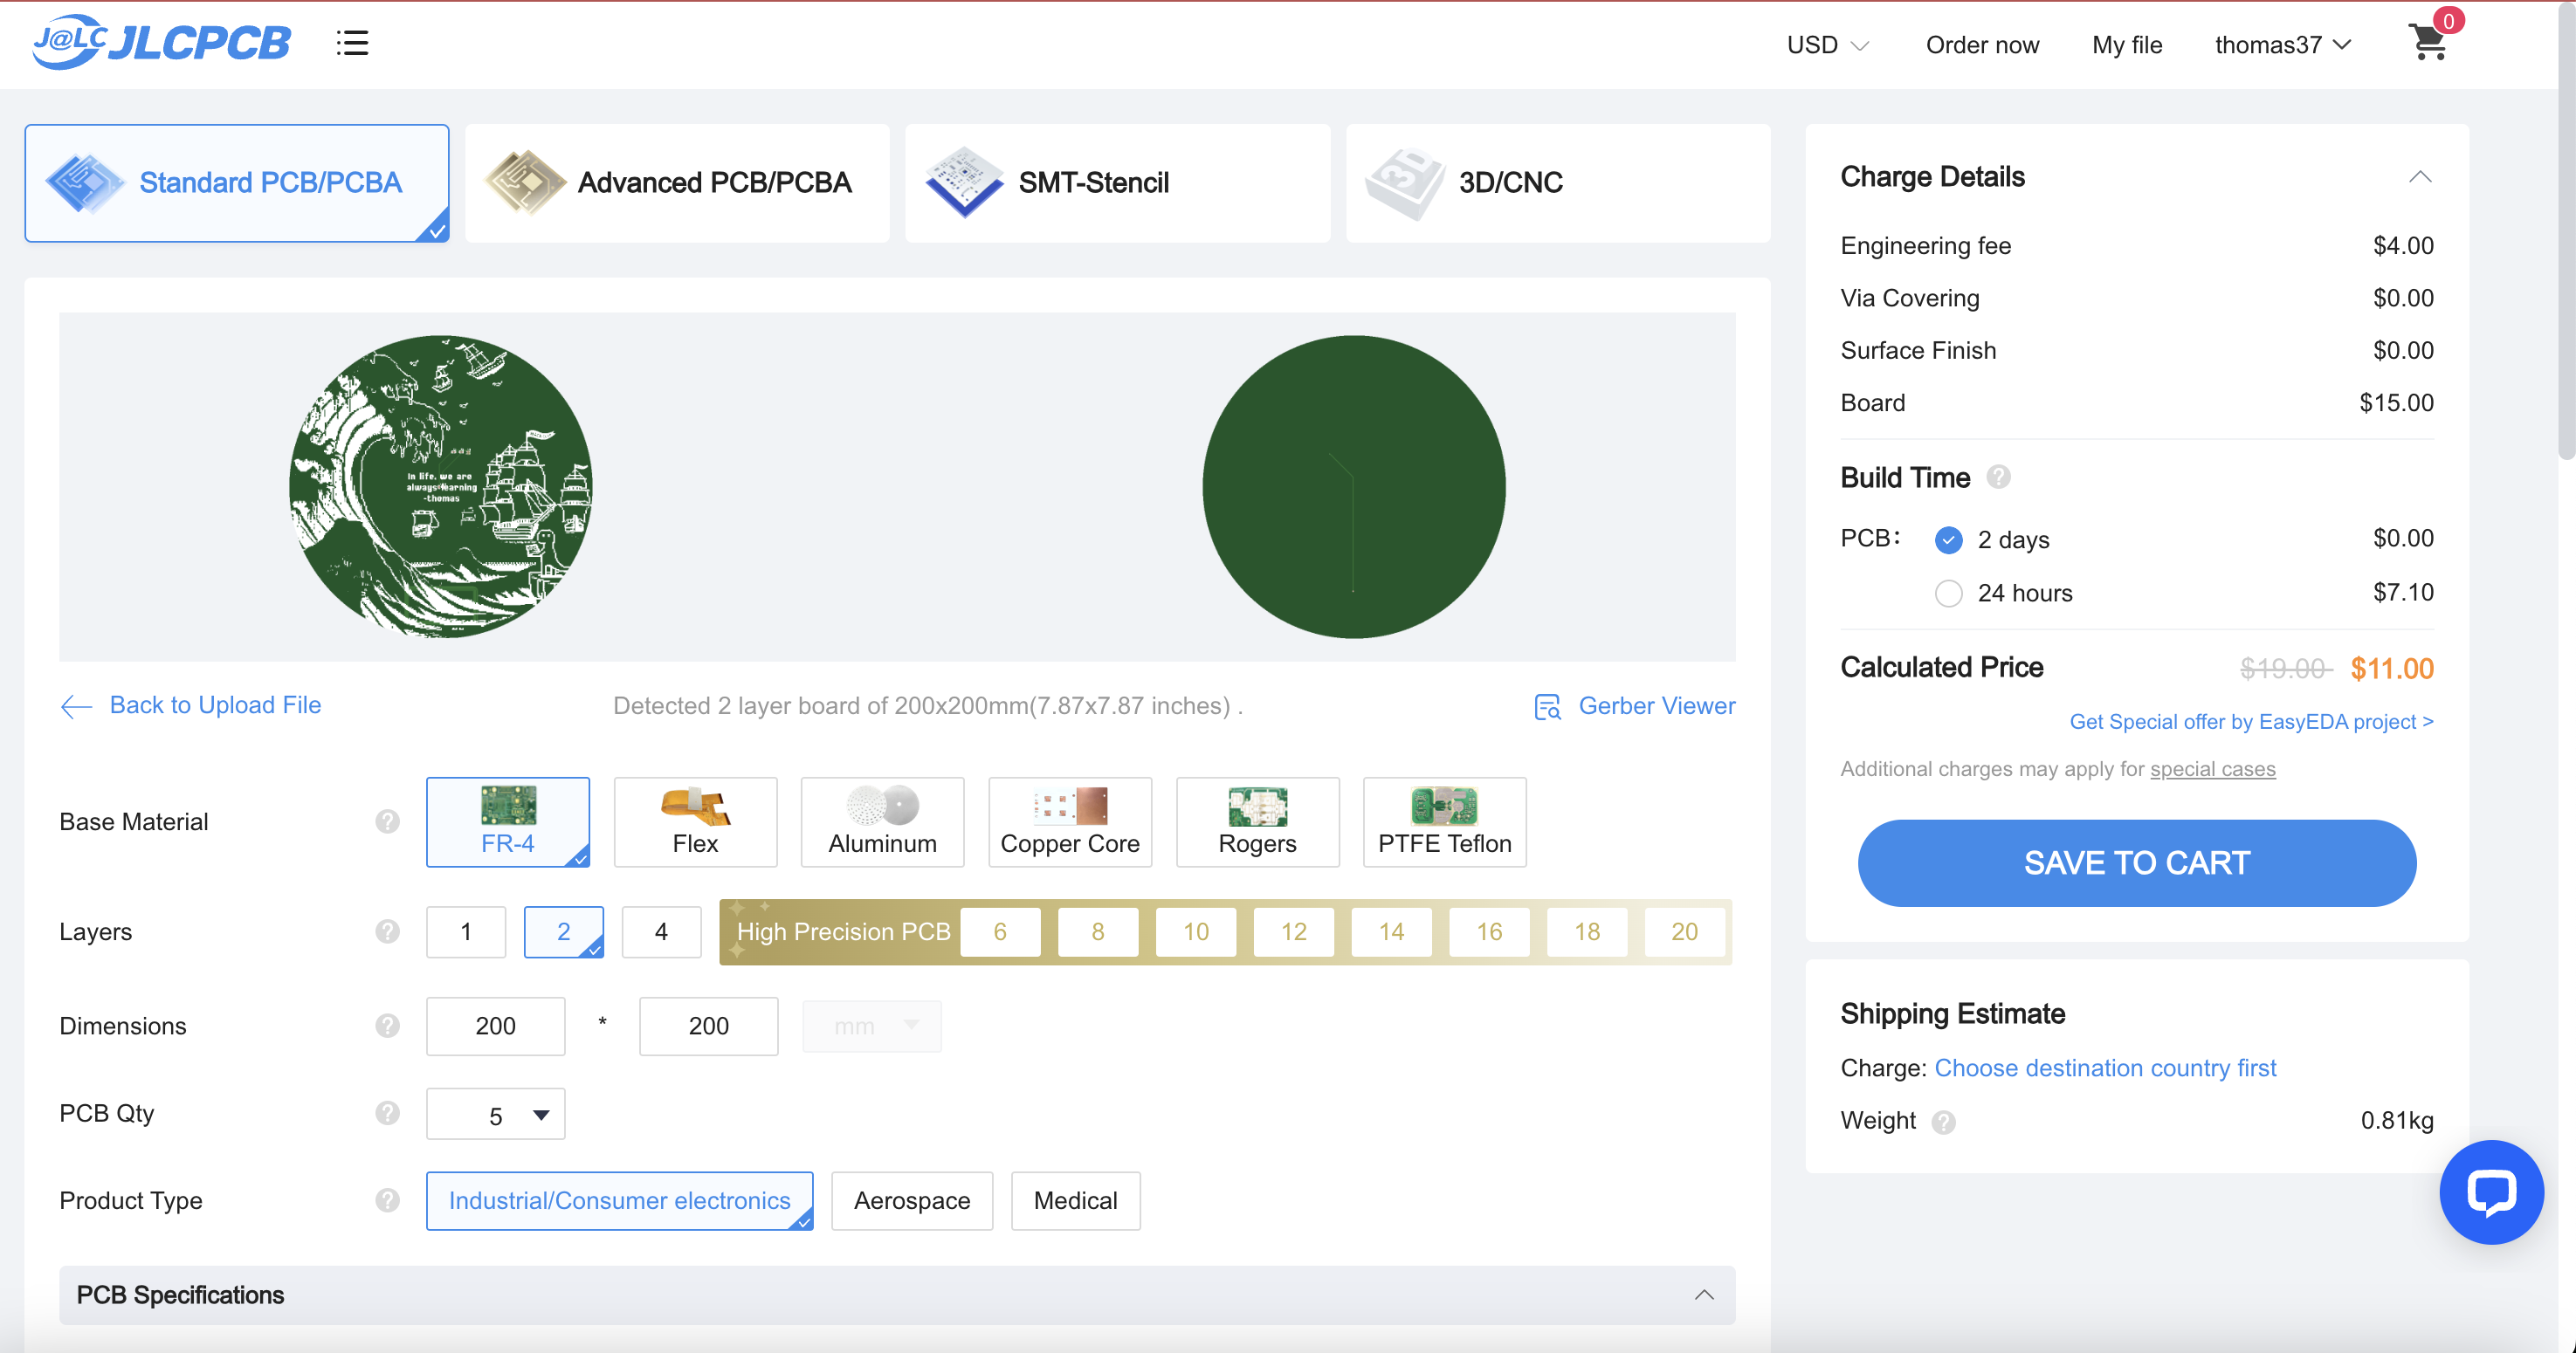 J@LC JLCPCB
USD
Order now
My file
thomas37
0
Standard PCB/PCBA
Advanced PCB/PCBA
SMT-Stencil
3D
3D/CNC
In life, we are
always learning
-thomas
Back to Upload File
Detected 2 layer board of 200x200mm(7.87x7.87 inches) .
Gerber Viewer
Base Material ?
FR-4
Flex
Aluminum
Copper Core
Rogers
PTFE Teflon
Layers ?
1 2 4
High Precision PCB 6 8 10 12 14 16 18 20
Dimensions ?
200 * 200 mm
PCB Qty ?
5
Product Type ?
Industrial/Consumer electronics
Aerospace
Medical
PCB Specifications
Charge Details
Engineering fee $4.00
Via Covering $0.00
Surface Finish $0.00
Board $15.00
Build Time ?
PCB: 2 days $0.00
24 hours $7.10
Calculated Price $19.00 $11.00
Get Special offer by EasyEDA project >
Additional charges may apply for special cases
SAVE TO CART
Shipping Estimate
Charge: Choose destination country first
Weight ? 0.81kg